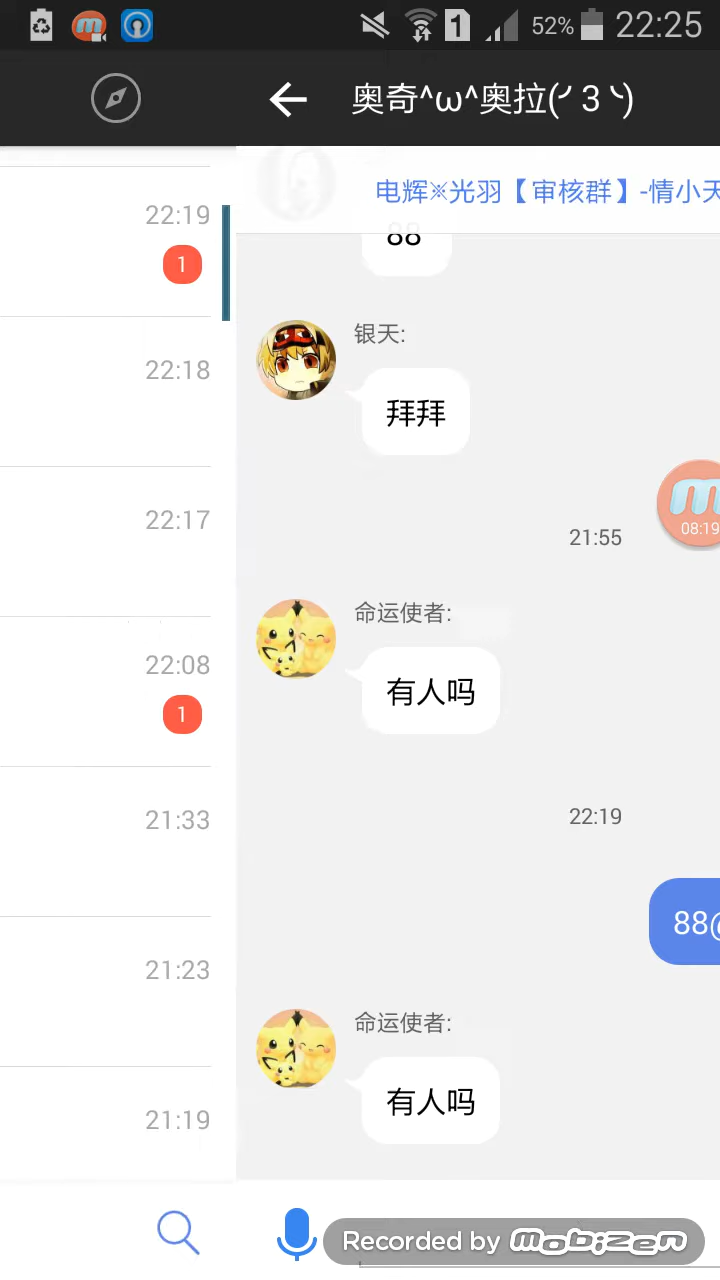 1 52% 22:25
奥奇^ω^奥拉(╯3╰)
电辉※光羽【审核群】-情小天
22:19
1
88
银天:
22:18
拜拜
22:17
08:19
21:55
命运使者:
22:08
有人吗
1
21:33
22:19
88@
21:23
命运使者:
有人吗
21:19
Recorded by mobizen